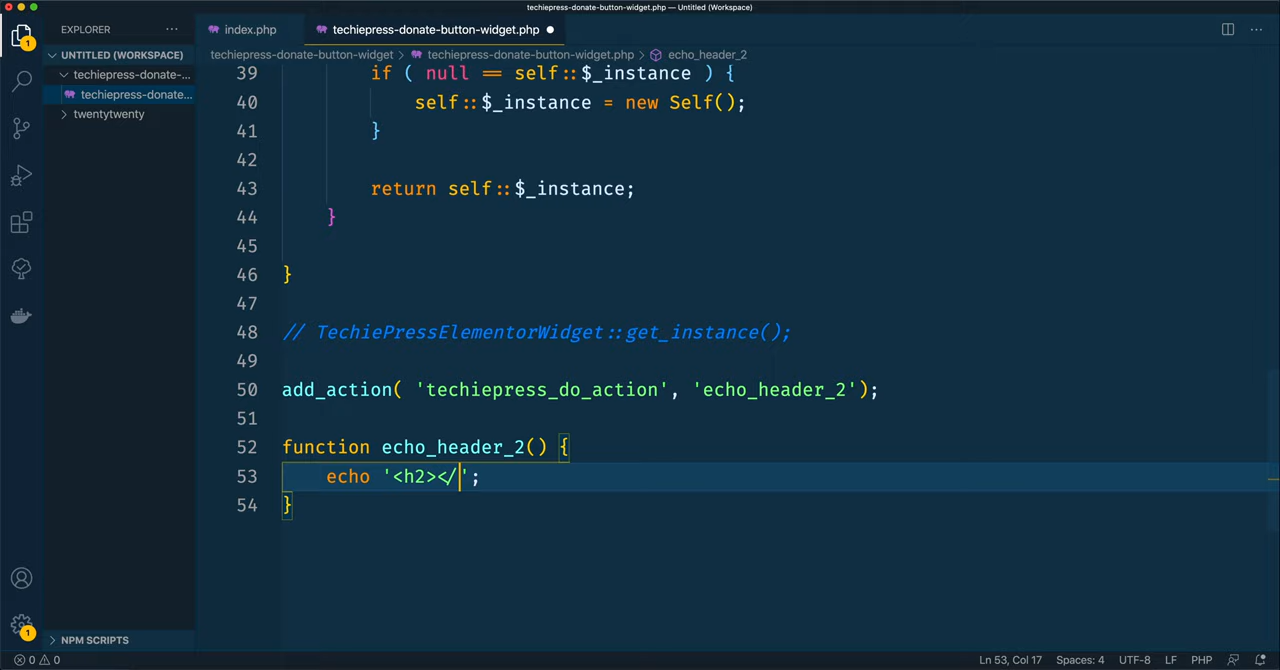 techiepress-donate-button-widget.php — Untitled (Workspace)
EXPLORER
index.php
techiepress-donate-button-widget.php
UNTITLED (WORKSPACE)
techiepress-donate-...
techiepress-donate...
twentytwenty
techiepress-donate-button-widget > techiepress-donate-button-widget.php > echo_header_2
39 if ( null == self::$_instance ) {
40 self::$_instance = new Self();
41 }
42
43 return self::$_instance;
44 }
45
46 }
47
48 // TechiePressElementorWidget::get_instance();
49
50 add_action( 'techiepress_do_action', 'echo_header_2');
51
52 function echo_header_2() {
53 echo '<h2></';
54 }
1
1
NPM SCRIPTS
0 0
Ln 53, Col 17
Spaces: 4
UTF-8
LF
PHP